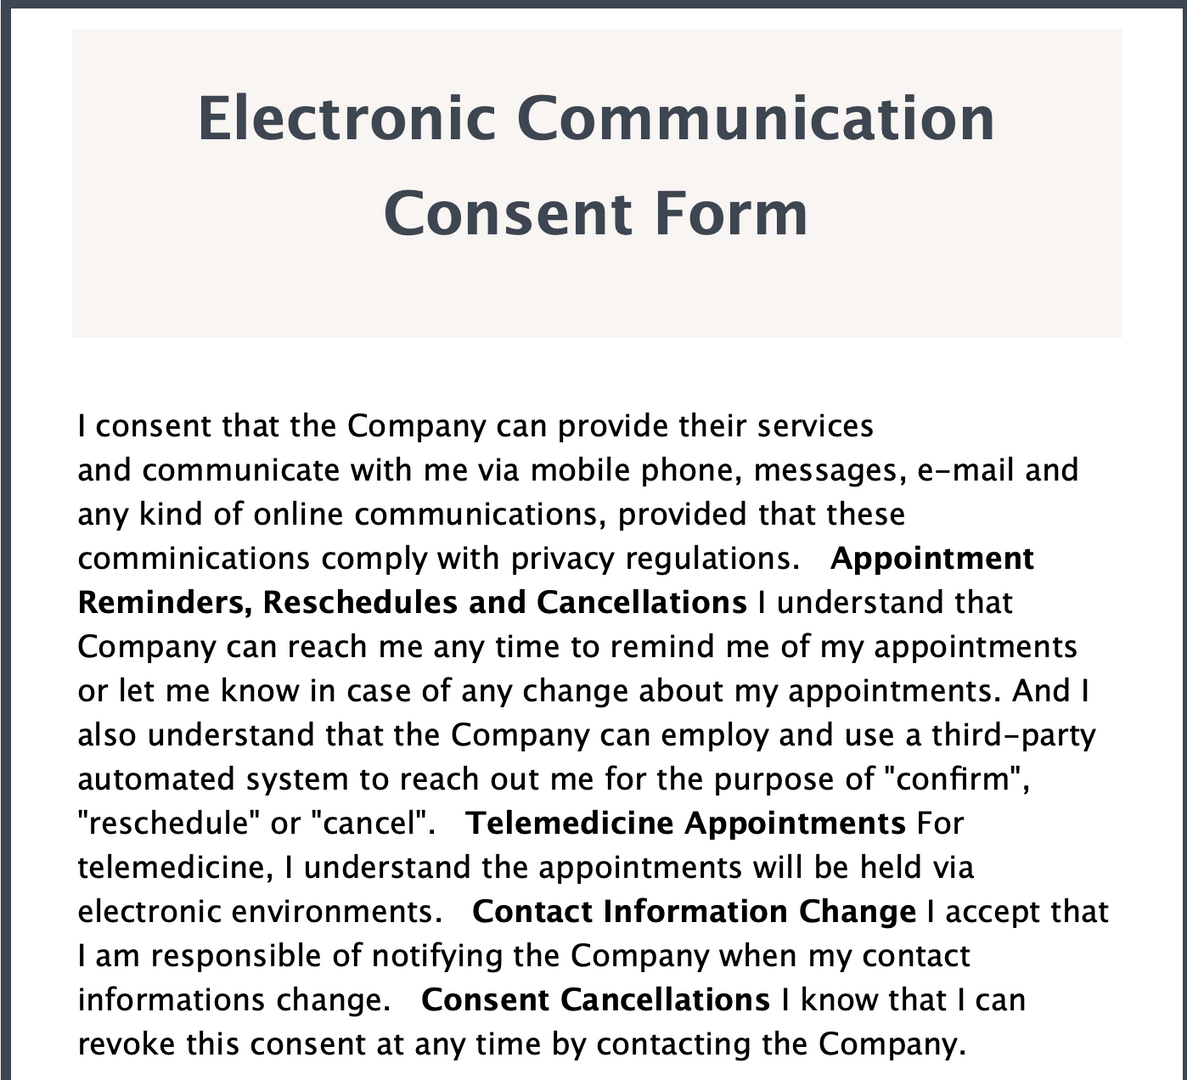 Electronic Communication
Consent Form
I consent that the Company can provide their services
and communicate with me via mobile phone, messages, e-mail and
any kind of online communications, provided that these
comminications comply with privacy regulations.   Appointment
Reminders, Reschedules and Cancellations I understand that
Company can reach me any time to remind me of my appointments
or let me know in case of any change about my appointments. And I
also understand that the Company can employ and use a third-party
automated system to reach out me for the purpose of "confirm",
"reschedule" or "cancel".   Telemedicine Appointments For
telemedicine, I understand the appointments will be held via
electronic environments.   Contact Information Change I accept that
I am responsible of notifying the Company when my contact
informations change.   Consent Cancellations I know that I can
revoke this consent at any time by contacting the Company.